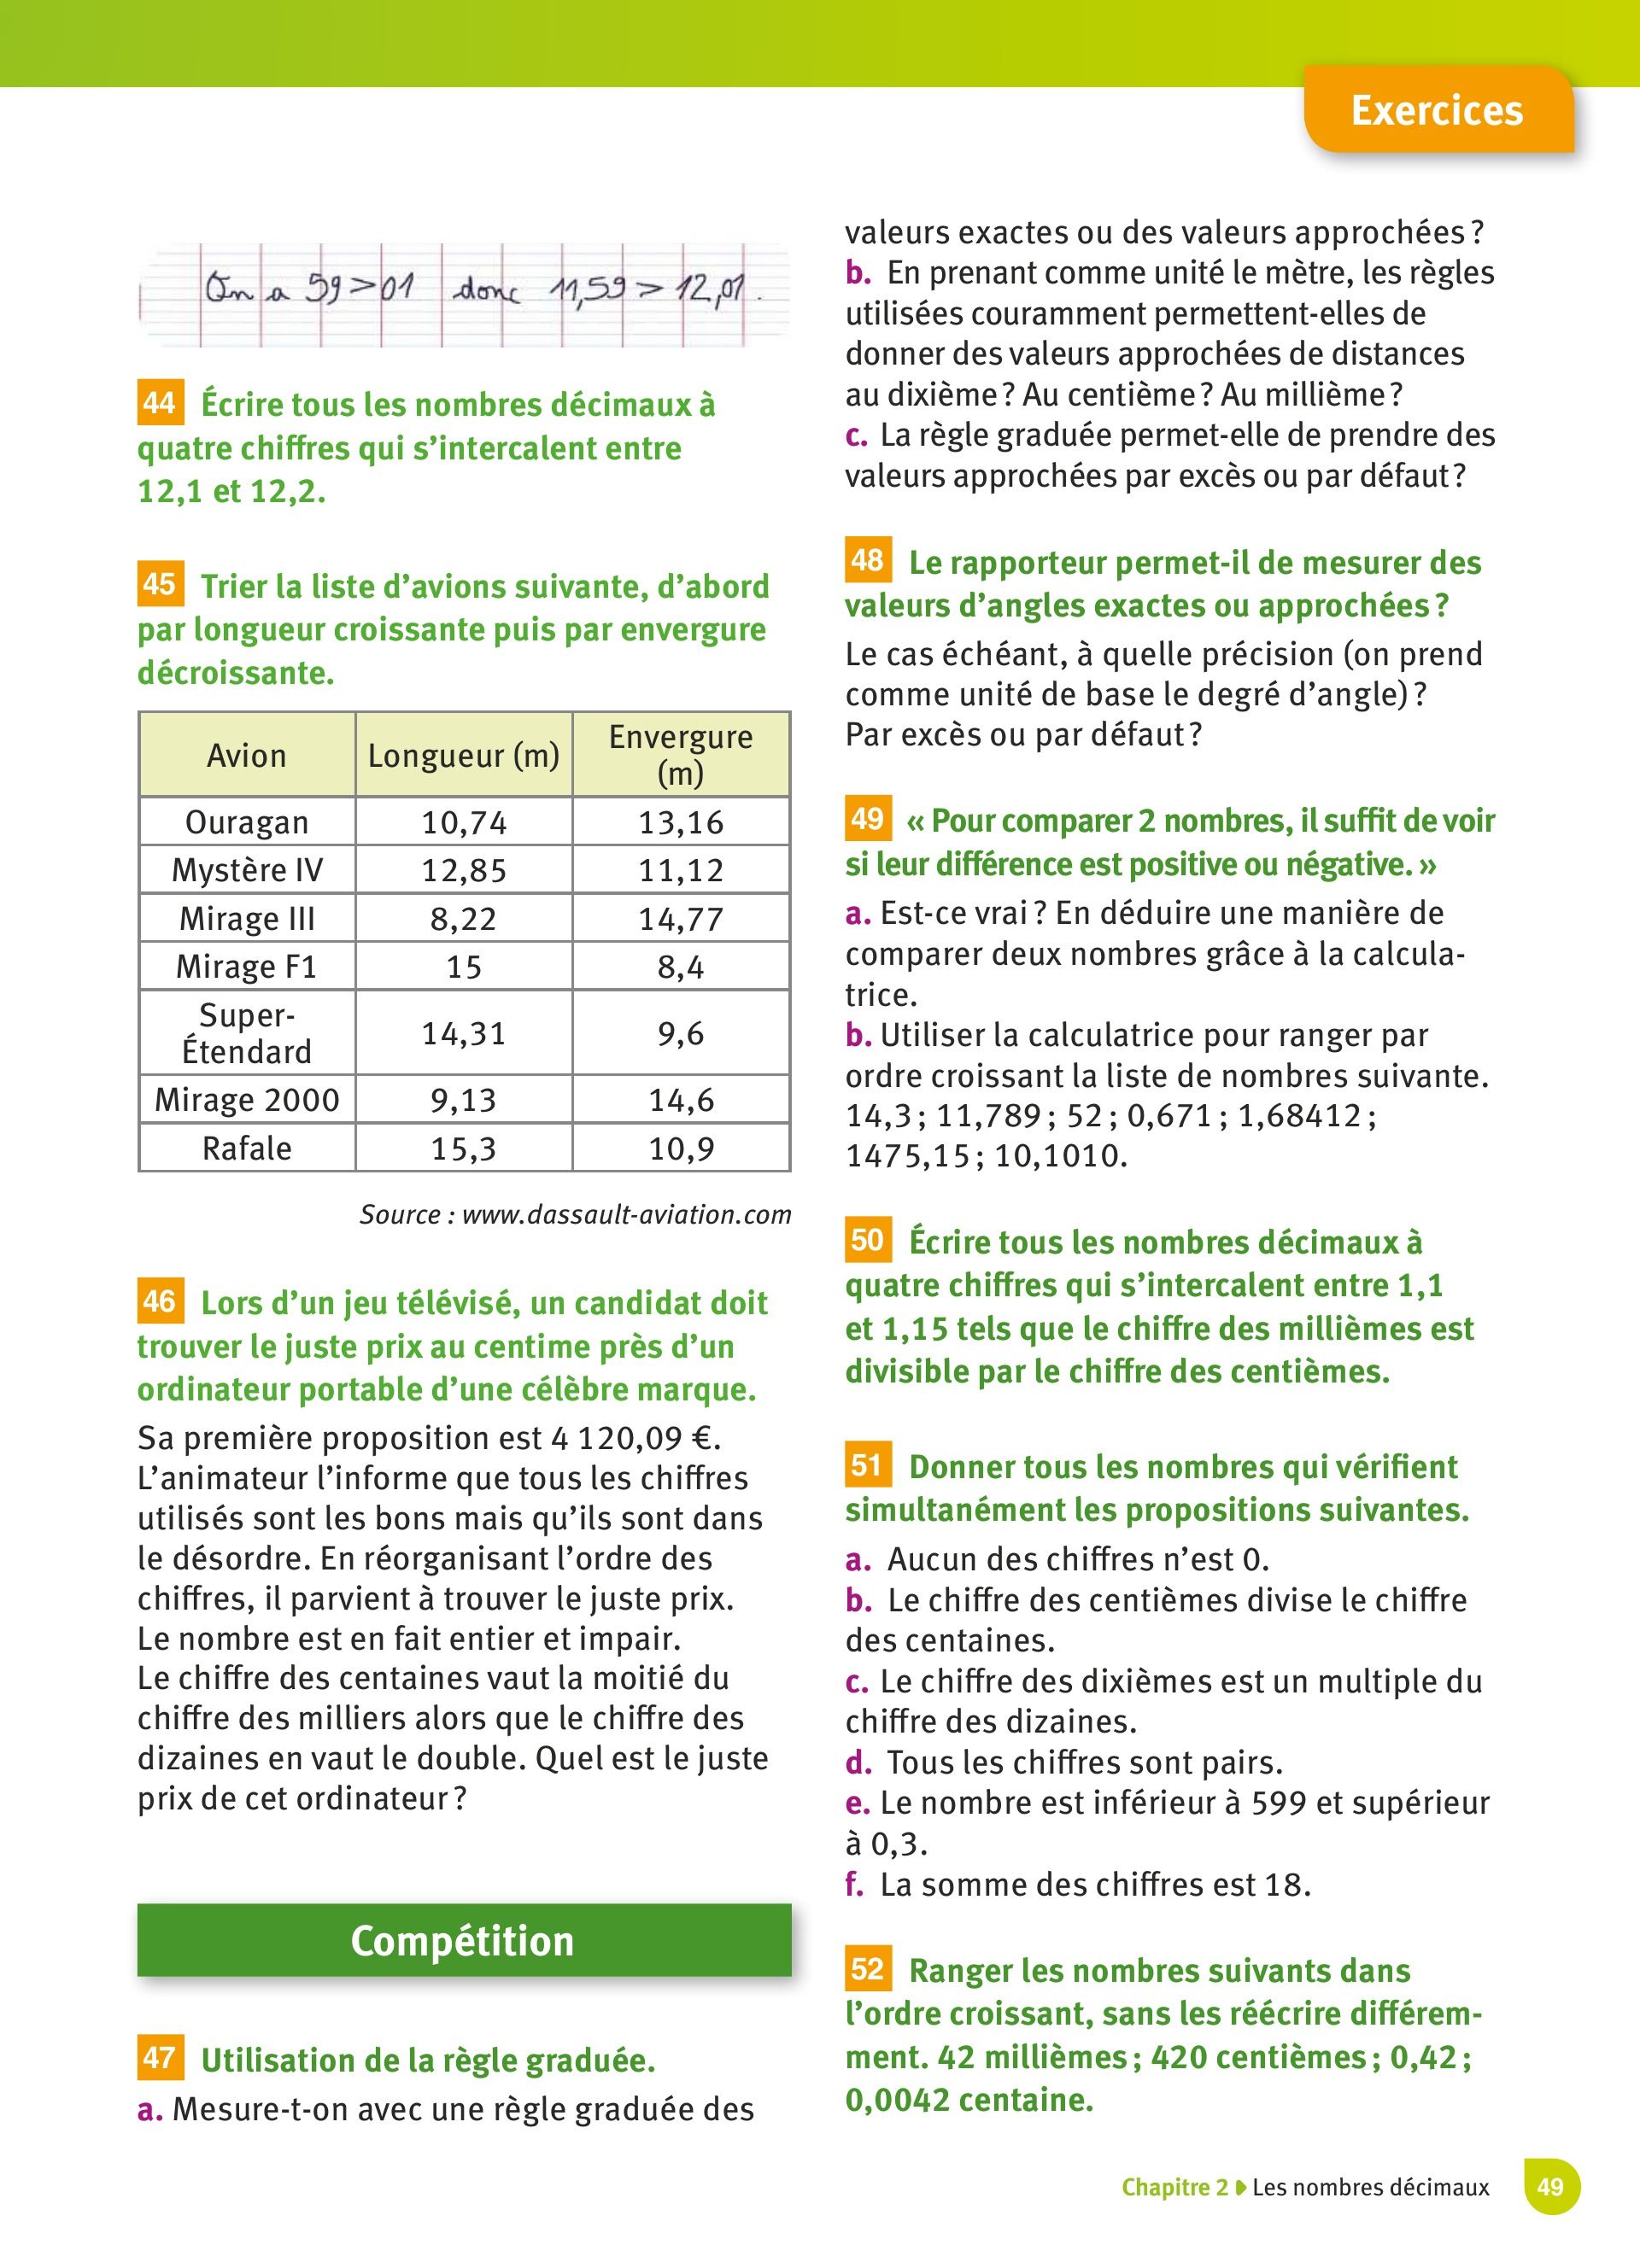 Exercices
On a 59>01 donc 11,59 > 12,01.
44 Écrire tous les nombres décimaux à
quatre chiffres qui s’intercalent entre
12,1 et 12,2.
45 Trier la liste d’avions suivante, d’abord
par longueur croissante puis par envergure
décroissante.
Avion Longueur (m) Envergure (m)
Ouragan 10,74 13,16
Mystère IV 12,85 11,12
Mirage III 8,22 14,77
Mirage F1 15 8,4
Super-
Étendard 14,31 9,6
Mirage 2000 9,13 14,6
Rafale 15,3 10,9
Source : www.dassault-aviation.com
46 Lors d’un jeu télévisé, un candidat doit
trouver le juste prix au centime près d’un
ordinateur portable d’une célèbre marque.
Sa première proposition est 4 120,09 €.
L’animateur l’informe que tous les chiffres
utilisés sont les bons mais qu’ils sont dans
le désordre. En réorganisant l’ordre des
chiffres, il parvient à trouver le juste prix.
Le nombre est en fait entier et impair.
Le chiffre des centaines vaut la moitié du
chiffre des milliers alors que le chiffre des
dizaines en vaut le double. Quel est le juste
prix de cet ordinateur ?
Compétition
47 Utilisation de la règle graduée.
a. Mesure-t-on avec une règle graduée des
valeurs exactes ou des valeurs approchées ?
b. En prenant comme unité le mètre, les règles
utilisées couramment permettent-elles de
donner des valeurs approchées de distances
au dixième ? Au centième ? Au millième ?
c. La règle graduée permet-elle de prendre des
valeurs approchées par excès ou par défaut ?
48 Le rapporteur permet-il de mesurer des
valeurs d’angles exactes ou approchées ?
Le cas échéant, à quelle précision (on prend
comme unité de base le degré d’angle) ?
Par excès ou par défaut ?
49 « Pour comparer 2 nombres, il suffit de voir
si leur différence est positive ou négative. »
a. Est-ce vrai ? En déduire une manière de
comparer deux nombres grâce à la calcula-
trice.
b. Utiliser la calculatrice pour ranger par
ordre croissant la liste de nombres suivante.
14,3 ; 11,789 ; 52 ; 0,671 ; 1,68412 ;
1475,15 ; 10,1010.
50 Écrire tous les nombres décimaux à
quatre chiffres qui s’intercalent entre 1,1
et 1,15 tels que le chiffre des millièmes est
divisible par le chiffre des centièmes.
51 Donner tous les nombres qui vérifient
simultanément les propositions suivantes.
a. Aucun des chiffres n’est 0.
b. Le chiffre des centièmes divise le chiffre
des centaines.
c. Le chiffre des dixièmes est un multiple du
chiffre des dizaines.
d. Tous les chiffres sont pairs.
e. Le nombre est inférieur à 599 et supérieur
à 0,3.
f. La somme des chiffres est 18.
52 Ranger les nombres suivants dans
l’ordre croissant, sans les réécrire différem-
ment. 42 millièmes ; 420 centièmes ; 0,42 ;
0,0042 centaine.
Chapitre 2 Les nombres décimaux 49